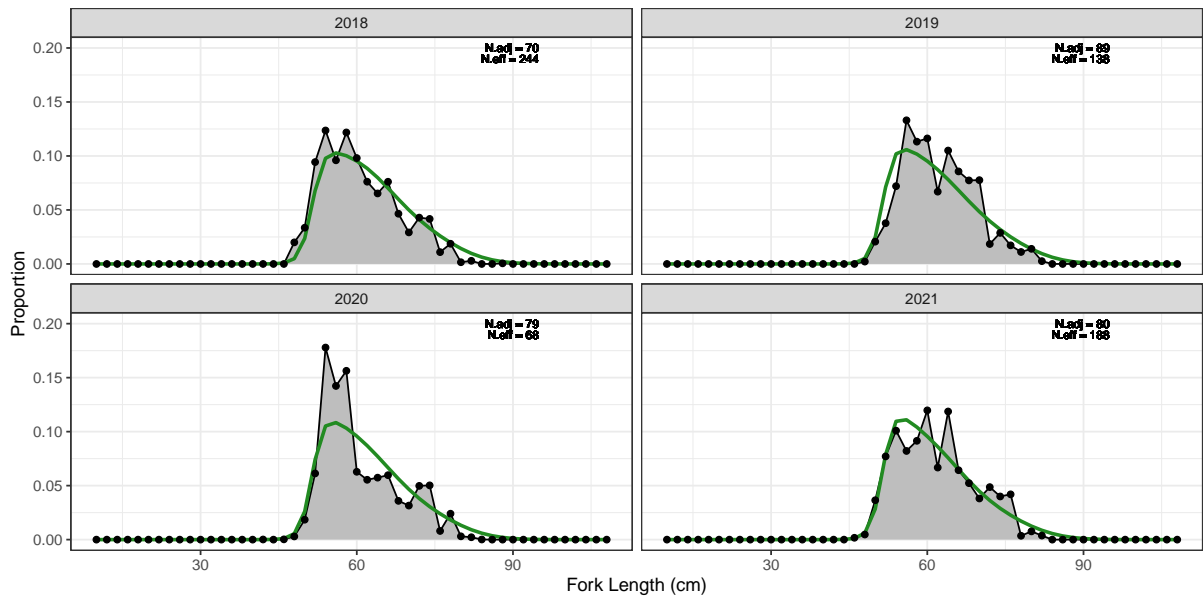 2018
2019
N.adj = 70
N.eff = 244
N.adj = 89
N.eff = 138
0.20
0.15
0.10
0.05
0.00
2020
2021
N.adj = 79
N.eff = 68
N.adj = 80
N.eff = 188
0.20
0.15
0.10
0.05
0.00
Proportion
30
60
90
30
60
90
Fork Length (cm)